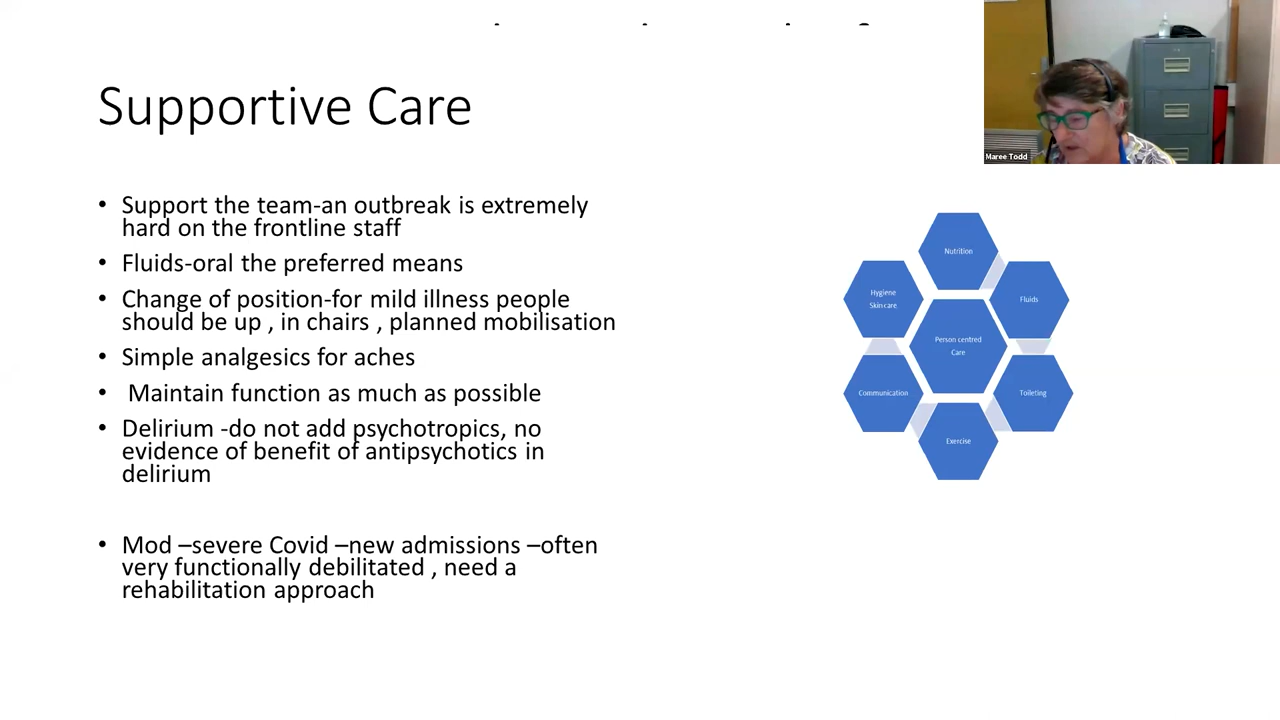 Supportive Care
• Support the team-an outbreak is extremely
hard on the frontline staff
• Fluids-oral the preferred means
• Change of position-for mild illness people
should be up , in chairs , planned mobilisation
• Simple analgesics for aches
• Maintain function as much as possible
• Delirium -do not add psychotropics, no
evidence of benefit of antipsychotics in
delirium
• Mod –severe Covid –new admissions –often
very functionally debilitated , need a
rehabilitation approach
Maree Todd
Nutrition
Hygiene
Skin care
Fluids
Person centred
Care
Communication
Toileting
Exercise